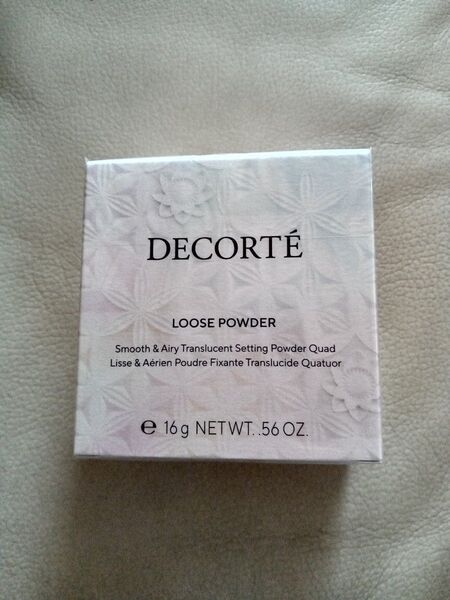 DECORTÉ
LOOSE POWDER
Smooth & Airy Translucent Setting Powder Quad
Lisse & Aérien Poudre Fixante Translucide Quatuor
℮ 16g NETWT. .56 OZ.